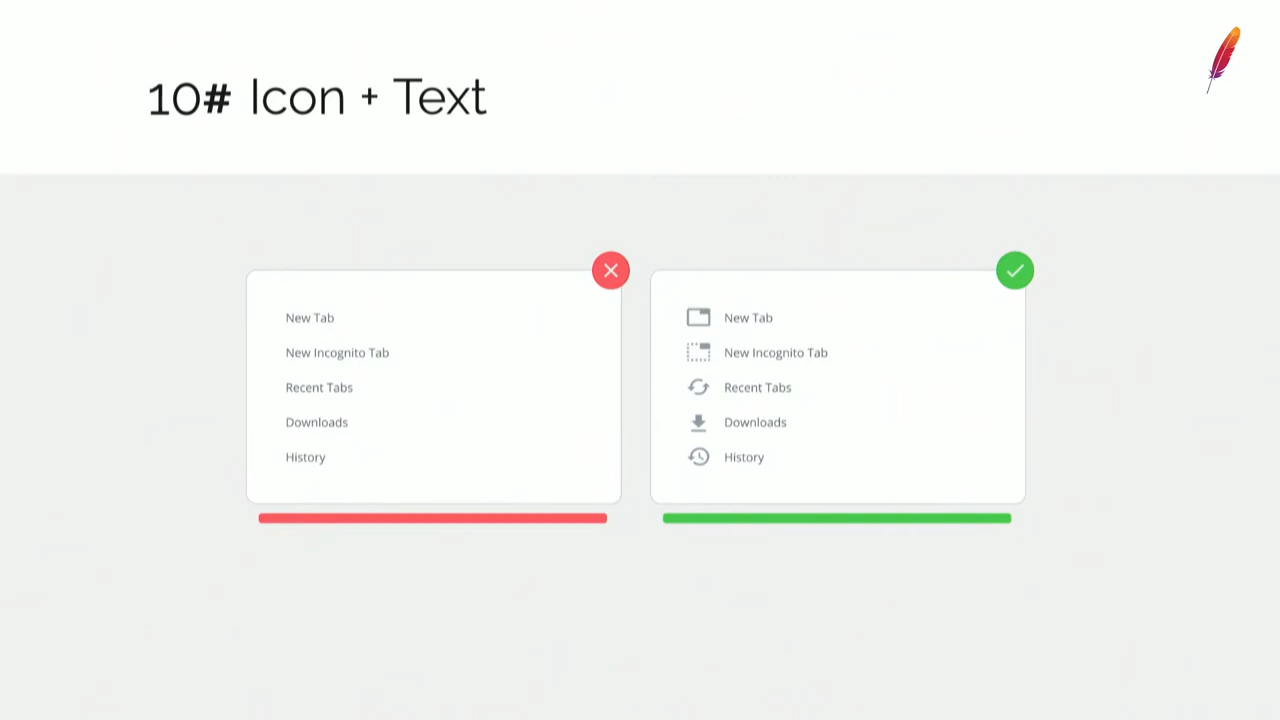 10# Icon + Text
New Tab
New Incognito Tab
Recent Tabs
Downloads
History
New Tab
New Incognito Tab
Recent Tabs
Downloads
History